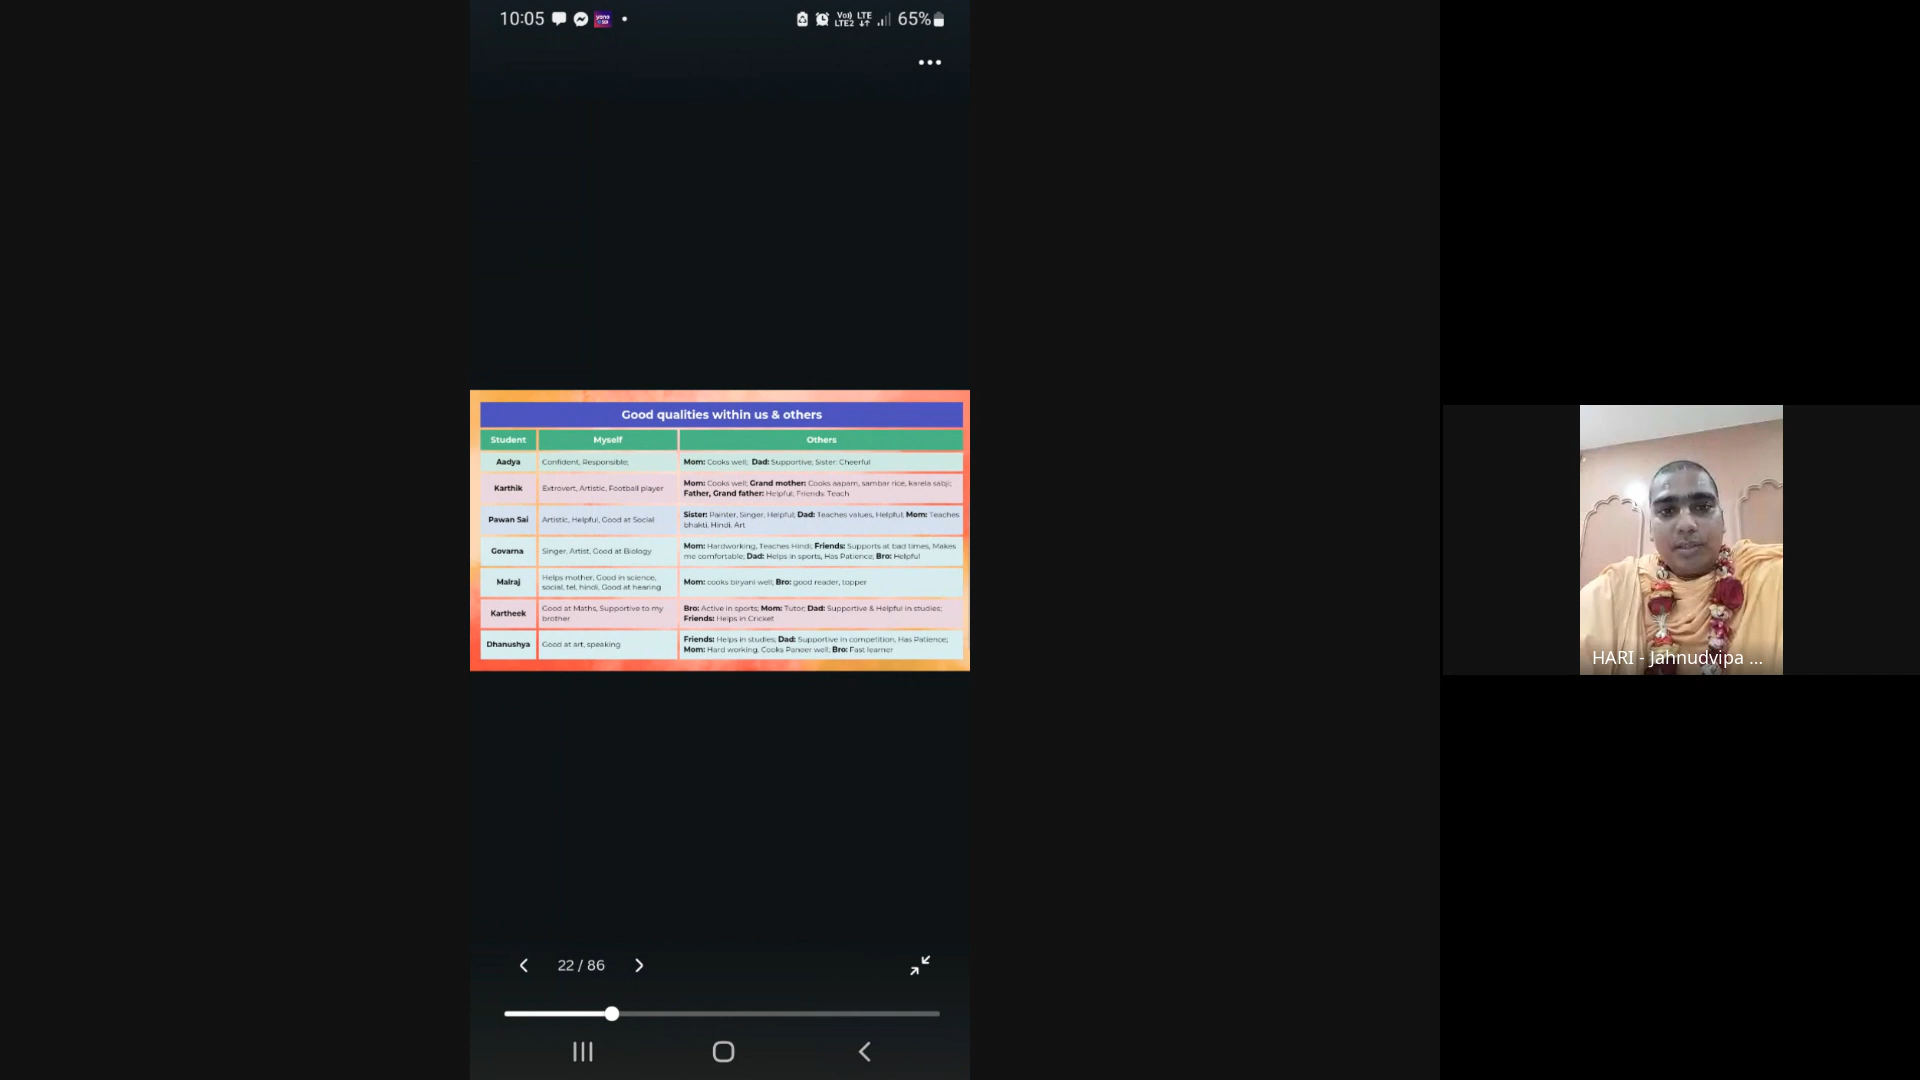 10:05
Vo) LTE
LTE2
65%
Good qualities within us & others
Student Myself Others
Aadya Confident, Responsible; Mom: Cooks well; Dad: Supportive; Sister: Cheerful
Karthik Extrovert, Artistic, Football player Mom: Cooks well; Grand mother: Cooks aapam, sambar rice, karela sabji;
Father, Grand father: Helpful; Friends: Teach
Pawan Sai Artistic, Helpful, Good at Social Sister: Painter, Singer, Helpful; Dad: Teaches values, Helpful; Mom: Teaches
bhakti, Hindi, Art
Govarna Singer, Artist, Good at Biology Mom: Hardworking, Teaches Hindi; Friends: Supports at bad times, Makes
me comfortable; Dad: Helps in sports, Has Patience; Bro: Helpful
Malraj Helps mother, Good in science,
social, tel, hindi, Good at hearing Mom: cooks biryani well; Bro: good reader, topper
Kartheek Good at Maths, Supportive to my
brother Bro: Active in sports; Mom: Tutor; Dad: Supportive & Helpful in studies;
Friends: Helps in Cricket
Dhanushya Good at art, speaking Friends: Helps in studies; Dad: Supportive in competition, Has Patience;
Mom: Hard working, Cooks Paneer well; Bro: Fast learner
22 / 86
HARI - Jahnudvipa ...